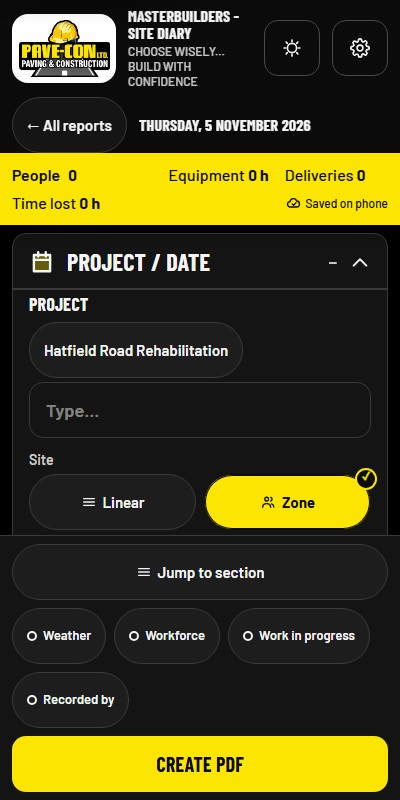 PAVE-CON LTD.
PAVING & CONSTRUCTION
MASTERBUILDERS -
SITE DIARY
CHOOSE WISELY...
BUILD WITH
CONFIDENCE
← All reports
THURSDAY, 5 NOVEMBER 2026
People 0
Equipment 0 h
Deliveries 0
Time lost 0 h
Saved on phone
PROJECT / DATE
–
PROJECT
Hatfield Road Rehabilitation
Type...
Site
Linear
Zone
Jump to section
Weather
Workforce
Work in progress
Recorded by
CREATE PDF